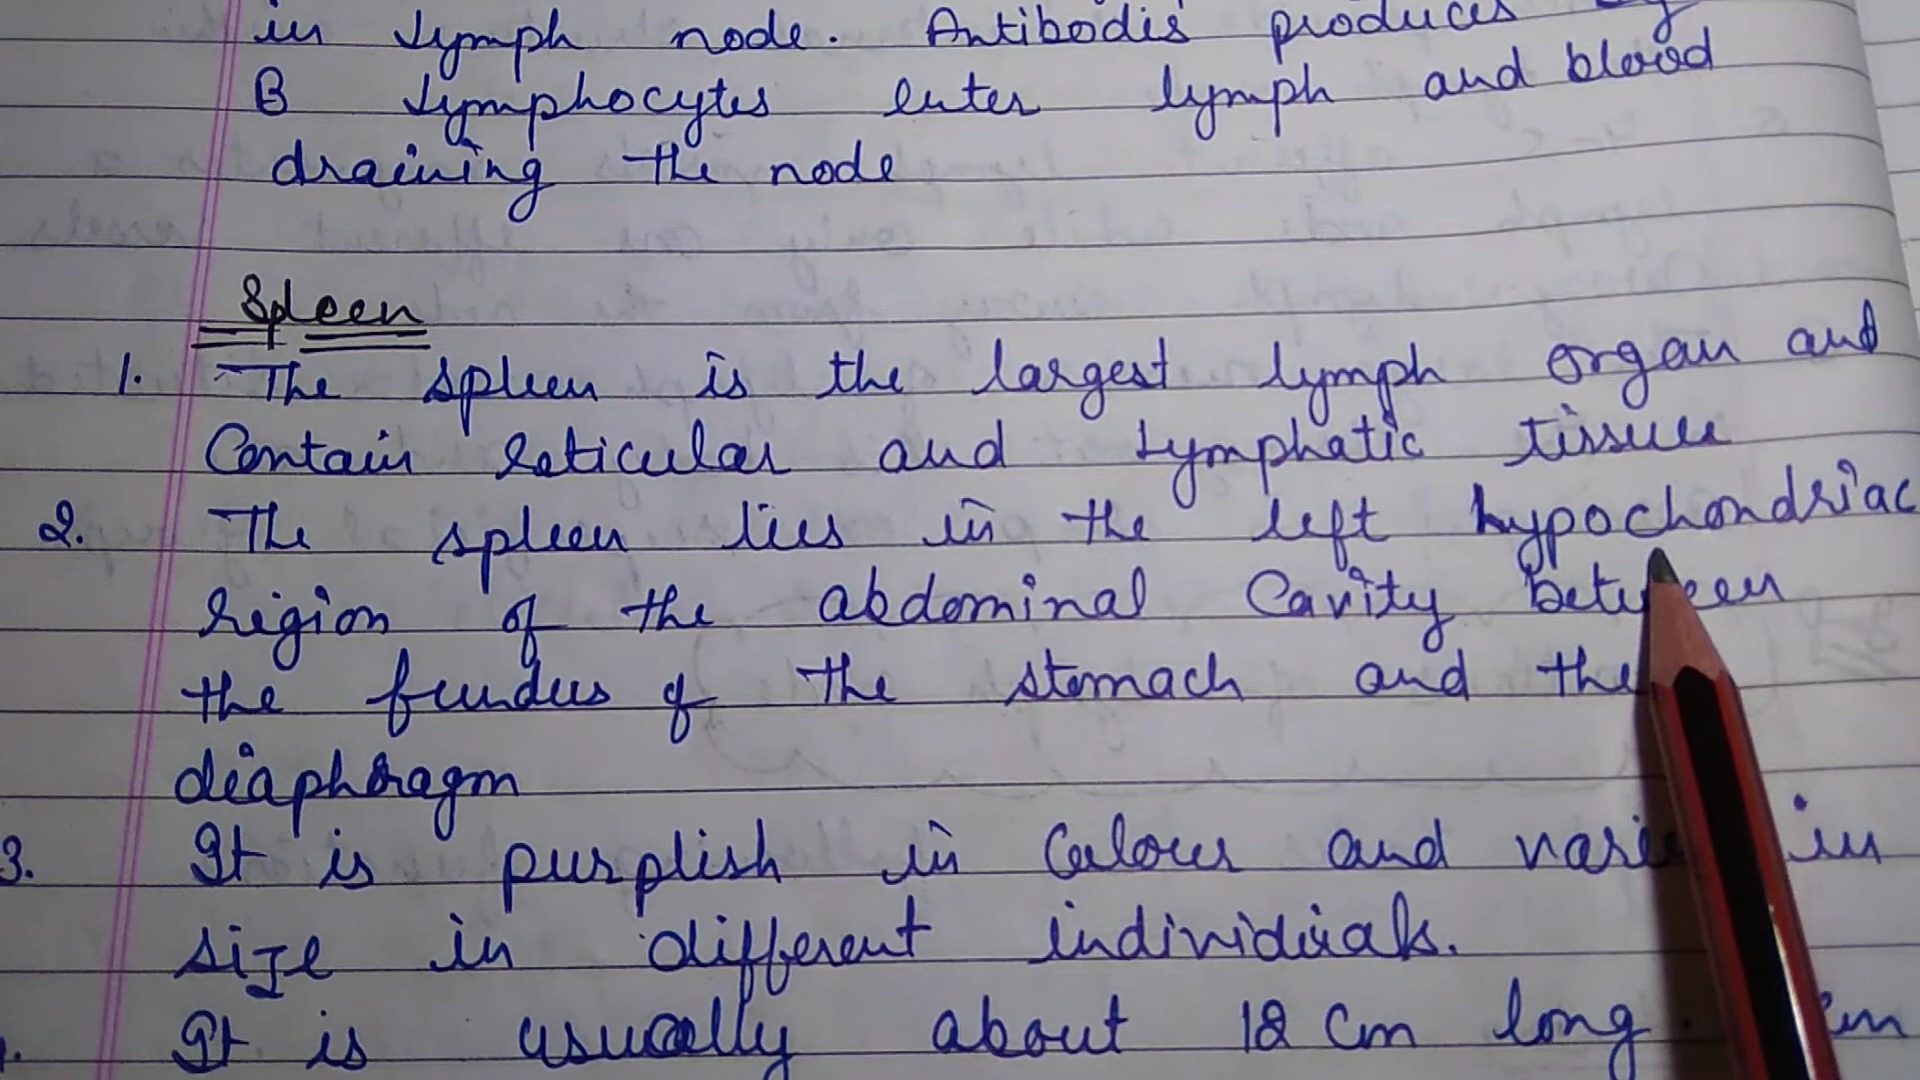 in lymph node. Antibodis produces by
B lymphocytes enter lymph and blood
draining the node
Spleen
1. The spleen is the largest lymph organ and
Contain reticular and lymphatic tissue
2. The spleen lies in the left hypochondriac
region of the abdominal Cavity between
the fundus of the stomach and the
diaphragm
3. It is purplish in Colour and in
size in different individuals.
It is usually about 12 Cm long